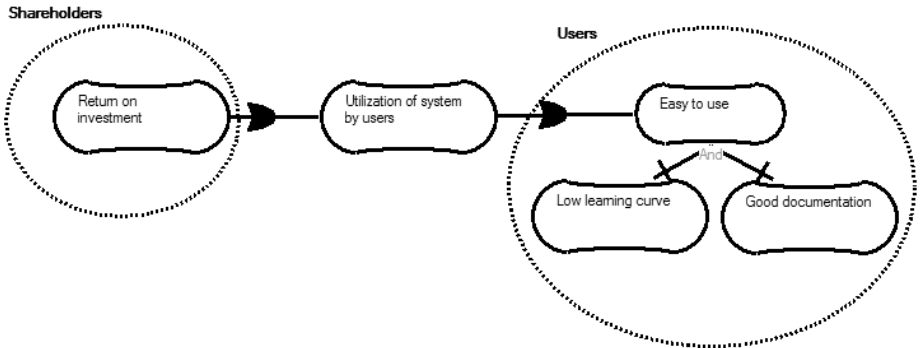 Shareholders
Users
Return on
investment
Utilization of system
by users
Easy to use
And
Low learning curve
Good documentation